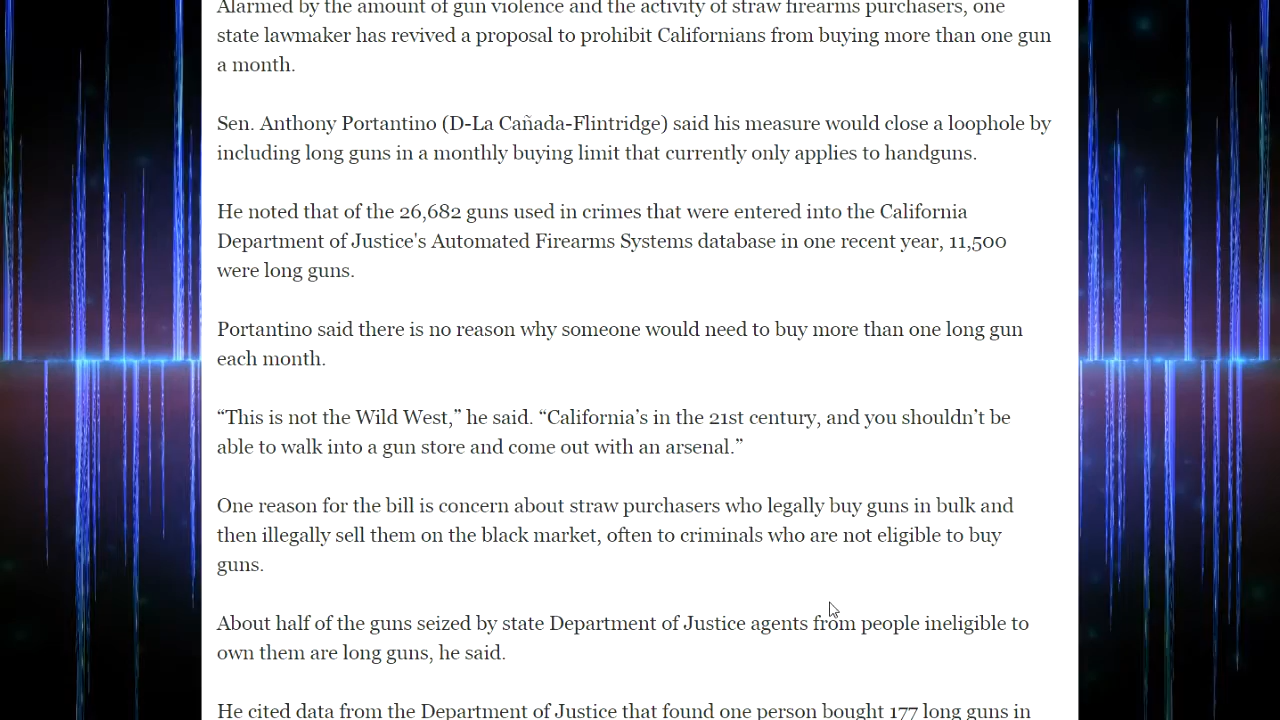 Alarmed by the amount of gun violence and the activity of straw firearms purchasers, one
state lawmaker has revived a proposal to prohibit Californians from buying more than one gun
a month.
Sen. Anthony Portantino (D-La Cañada-Flintridge) said his measure would close a loophole by
including long guns in a monthly buying limit that currently only applies to handguns.
He noted that of the 26,682 guns used in crimes that were entered into the California
Department of Justice's Automated Firearms Systems database in one recent year, 11,500
were long guns.
Portantino said there is no reason why someone would need to buy more than one long gun
each month.
“This is not the Wild West,” he said. “California’s in the 21st century, and you shouldn’t be
able to walk into a gun store and come out with an arsenal.”
One reason for the bill is concern about straw purchasers who legally buy guns in bulk and
then illegally sell them on the black market, often to criminals who are not eligible to buy
guns.
About half of the guns seized by state Department of Justice agents from people ineligible to
own them are long guns, he said.
He cited data from the Department of Justice that found one person bought 177 long guns in